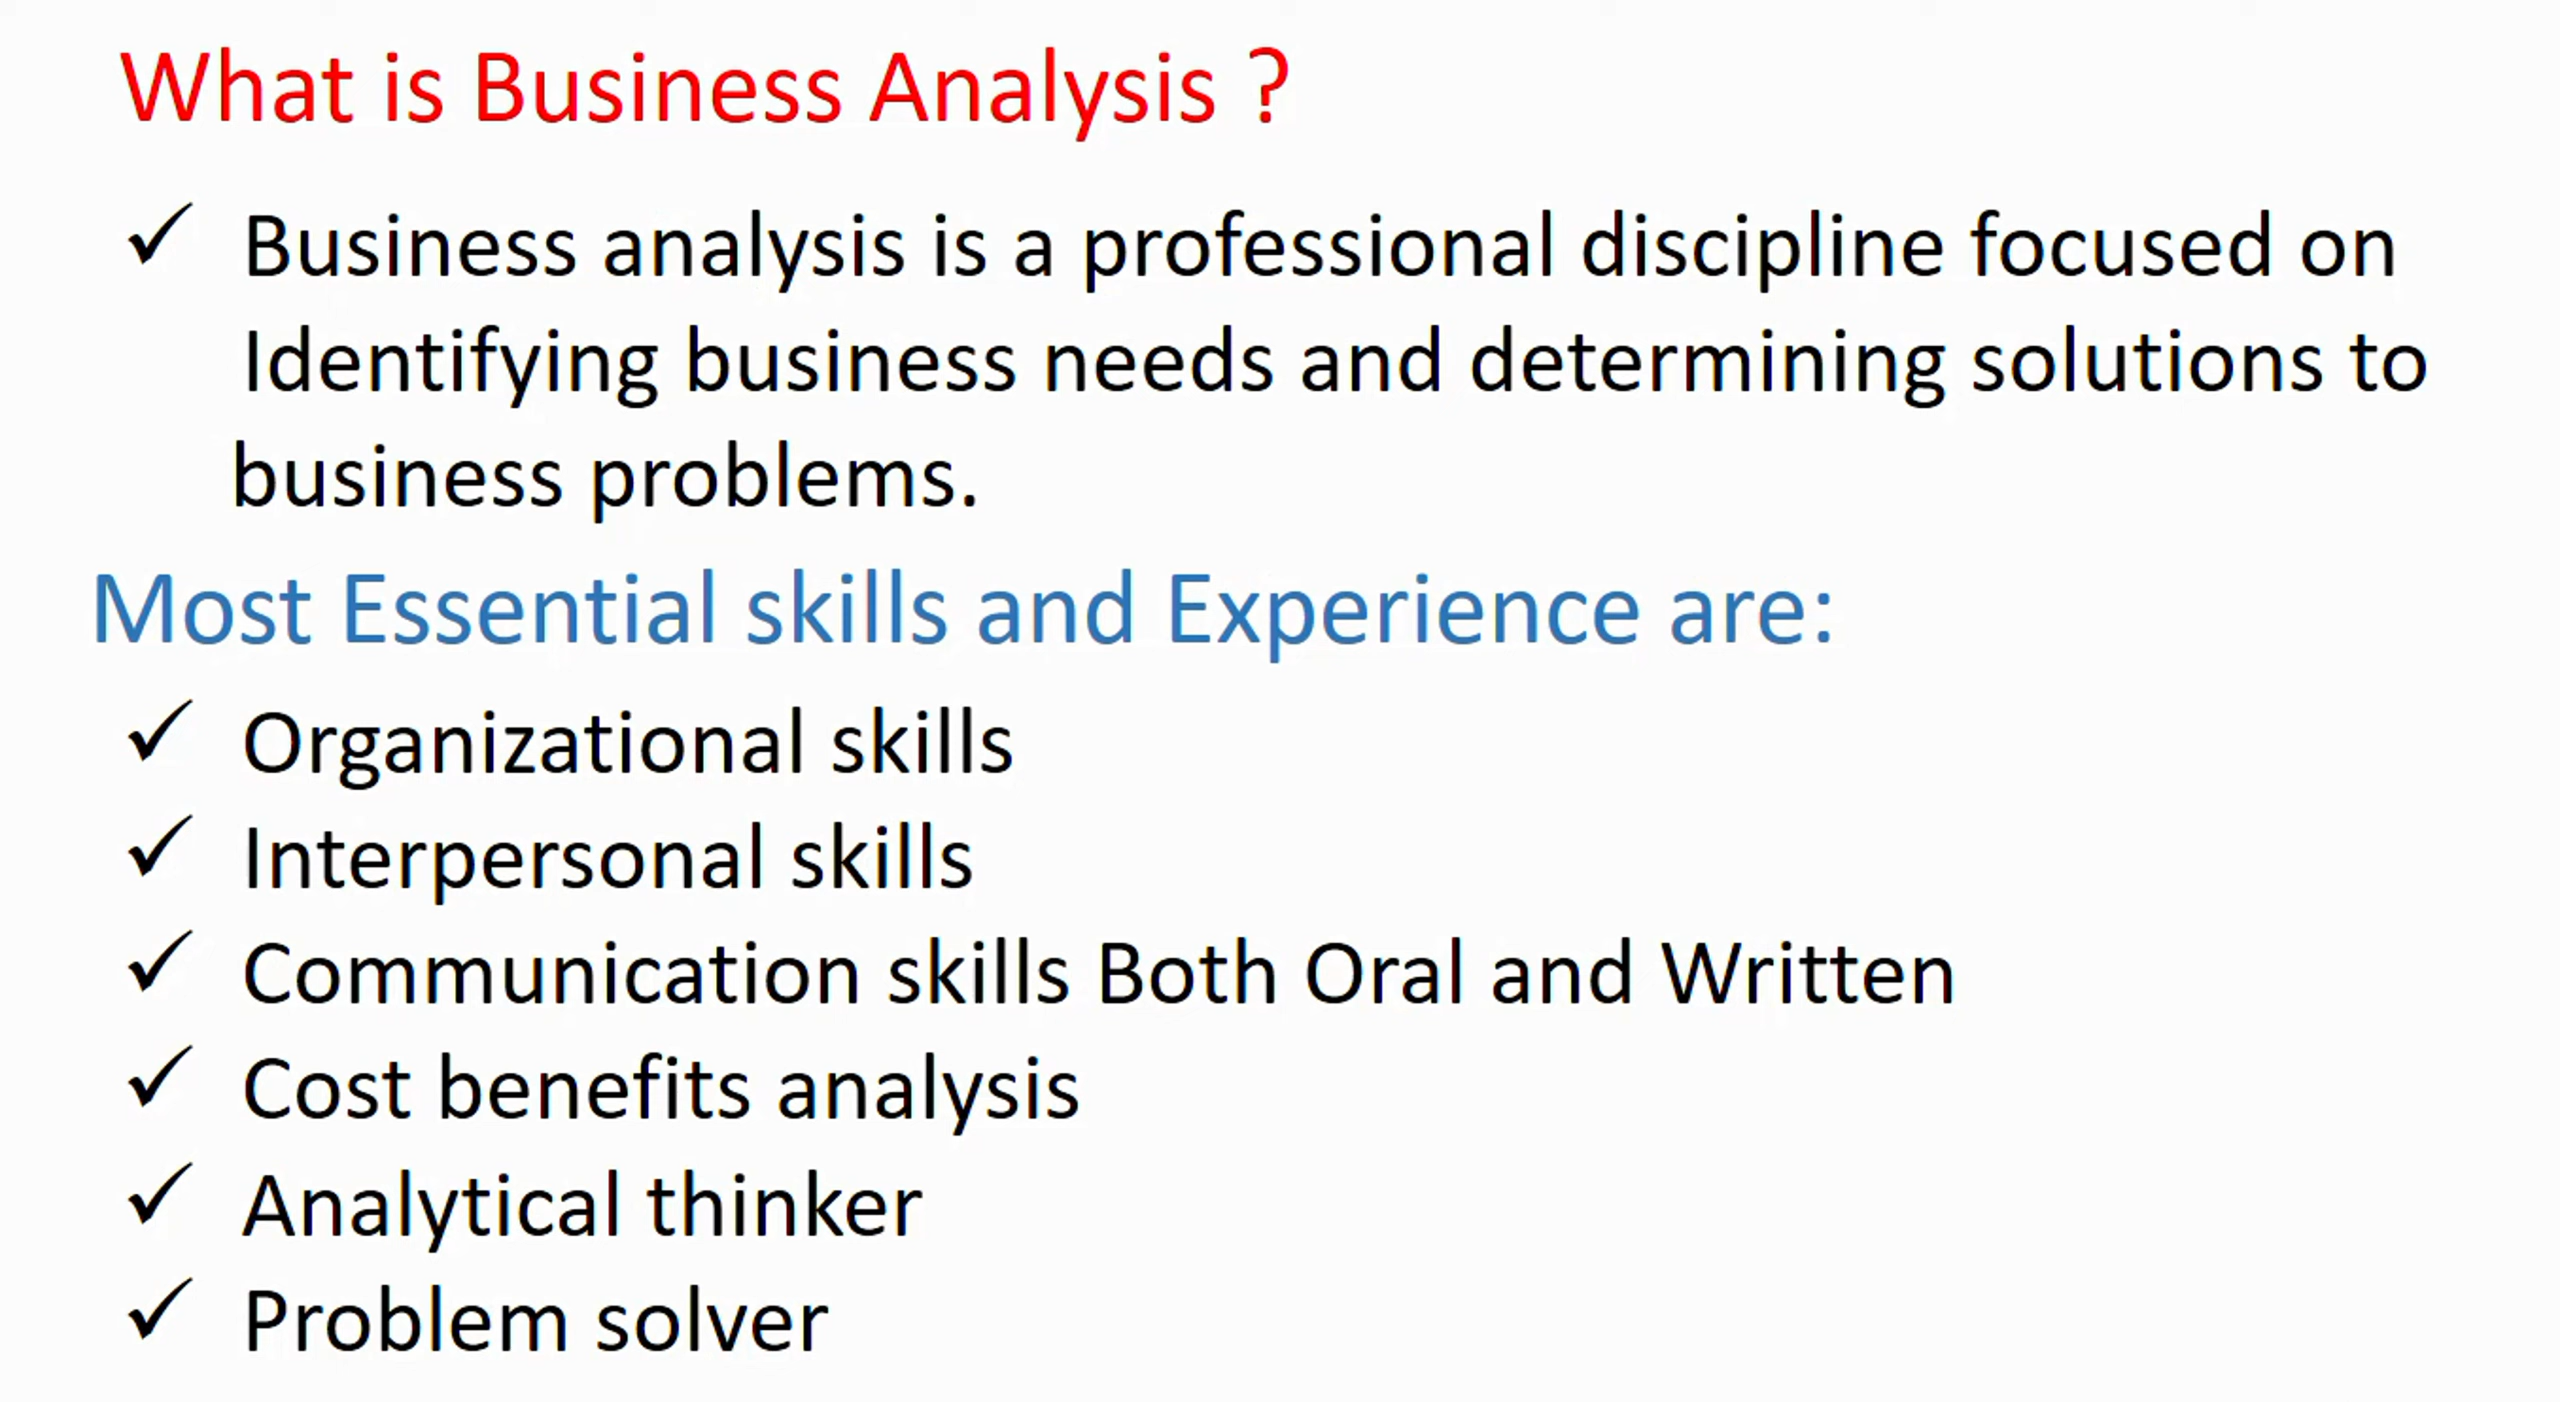 What is Business Analysis ?
✓ Business analysis is a professional discipline focused on
Identifying business needs and determining solutions to
business problems.
Most Essential skills and Experience are:
✓ Organizational skills
✓ Interpersonal skills
✓ Communication skills Both Oral and Written
✓ Cost benefits analysis
✓ Analytical thinker
✓ Problem solver